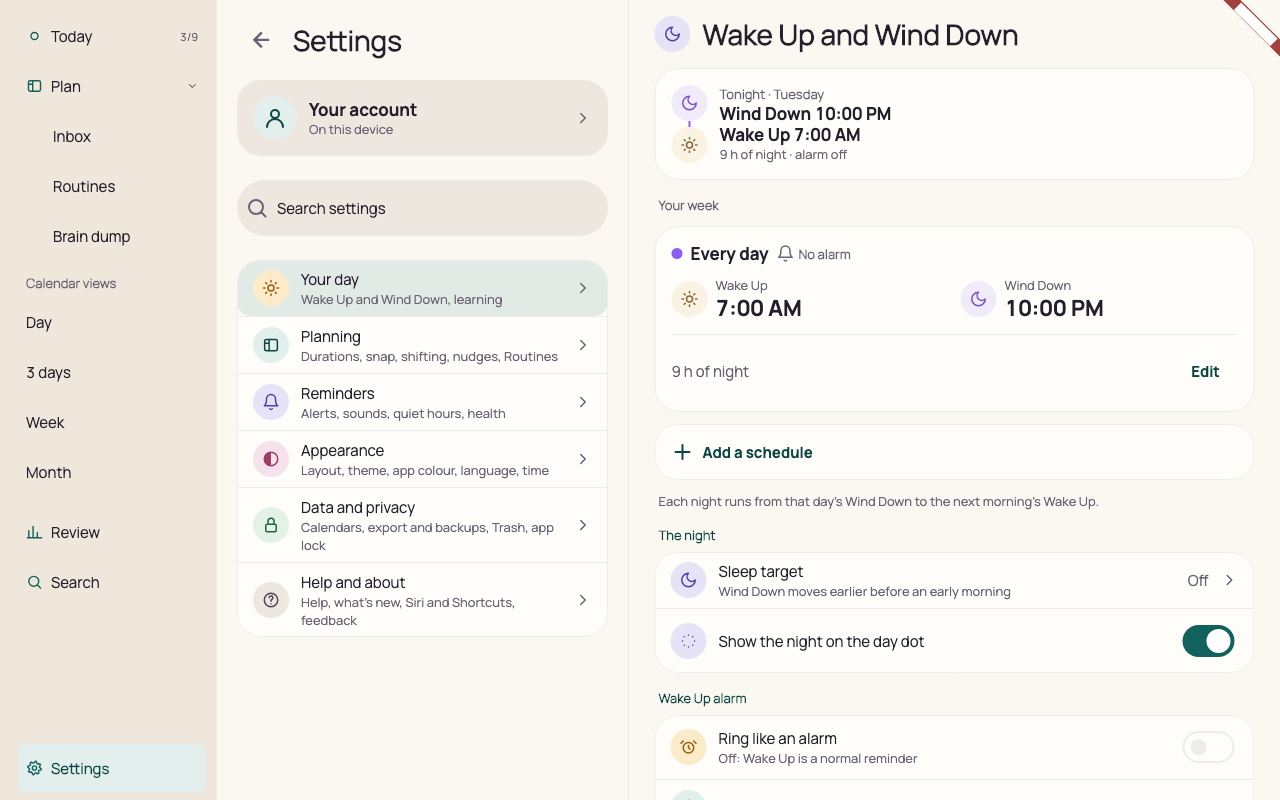 Today
3/9
Plan
Inbox
Routines
Brain dump
Calendar views
Day
3 days
Week
Month
Review
Search
Settings
Settings
Your account
On this device
Search settings
Your day
Wake Up and Wind Down, learning
Planning
Durations, snap, shifting, nudges, Routines
Reminders
Alerts, sounds, quiet hours, health
Appearance
Layout, theme, app colour, language, time
Data and privacy
Calendars, export and backups, Trash, app
lock
Help and about
Help, what's new, Siri and Shortcuts,
feedback
Wake Up and Wind Down
Tonight · Tuesday
Wind Down 10:00 PM
Wake Up 7:00 AM
9 h of night · alarm off
Your week
Every day
No alarm
Wake Up
7:00 AM
Wind Down
10:00 PM
9 h of night
Edit
Add a schedule
Each night runs from that day's Wind Down to the next morning's Wake Up.
The night
Sleep target
Wind Down moves earlier before an early morning
Off
Show the night on the day dot
Wake Up alarm
Ring like an alarm
Off: Wake Up is a normal reminder